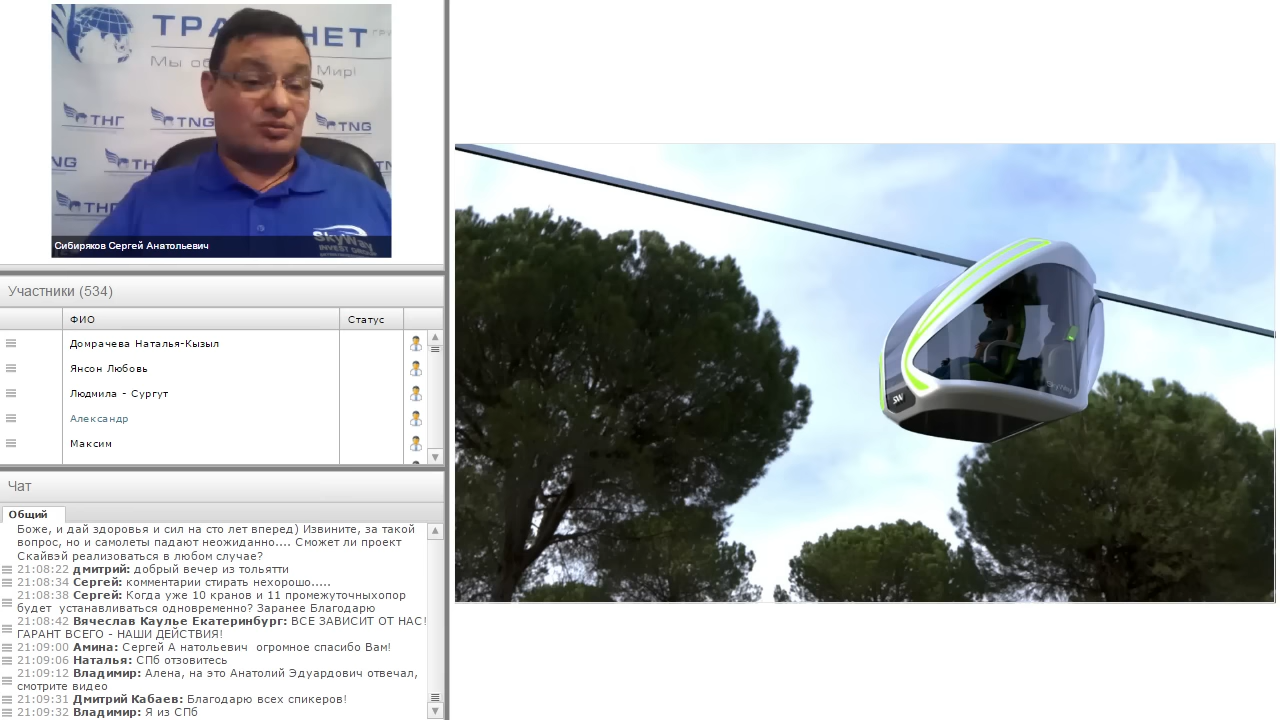 ТРА НЕТ
Мы об Мир!
ТНГ
TNG
TNG
NG
TNG
ТНГ
SkyWay
INVEST GROUP
Сибиряков Сергей Анатольевич
Участники (534)
ФИО Статус
Домрачева Наталья-Кызыл
Янсон Любовь
Людмила - Сургут
Александр
Максим
Чат
Общий
Боже, и дай здоровья и сил на сто лет вперед) Извините, за такой
вопрос, но и самолеты падают неожиданно.... Сможет ли проект
Скайвэй реализоваться в любом случае?
21:08:22 дмитрий: добрый вечер из тольятти
21:08:34 Сергей: комментарии стирать нехорошо.....
21:08:38 Сергей: Когда уже 10 кранов и 11 промежуточныхопор
будет устанавливаться одновременно? Заранее Благодарю
21:08:42 Вячеслав Каулье Екатеринбург: ВСЕ ЗАВИСИТ ОТ НАС!
ГАРАНТ ВСЕГО - НАШИ ДЕЙСТВИЯ!
21:09:00 Амина: Сергей А натольевич огромное спасибо Вам!
21:09:06 Наталья: СПб отзовитесь
21:09:12 Владимир: Алена, на это Анатолий Эдуардович отвечал,
смотрите видео
21:09:31 Дмитрий Кабаев: Благодарю всех спикеров!
21:09:32 Владимир: Я из СПб
SW